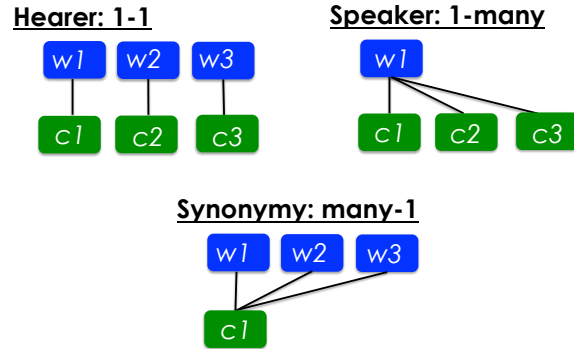 Hearer: 1-1
w1 w2 w3
c1 c2 c3
Speaker: 1-many
w1
c1 c2 c3
Synonymy: many-1
w1 w2 w3
c1